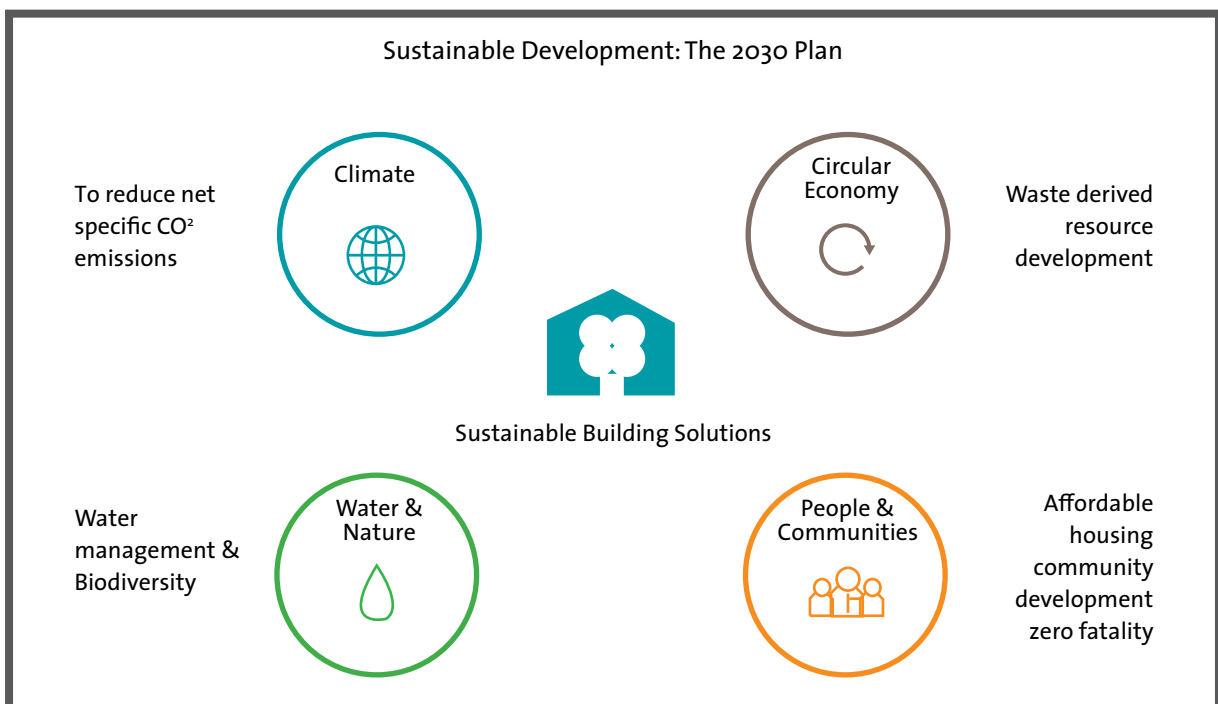 Sustainable Development: The 2030 Plan
To reduce net
specific CO²
emissions
Climate
Circular
Economy
Waste derived
resource
development
Sustainable Building Solutions
Water
management &
Biodiversity
Water &
Nature
People &
Communities
Affordable
housing
community
development
zero fatality